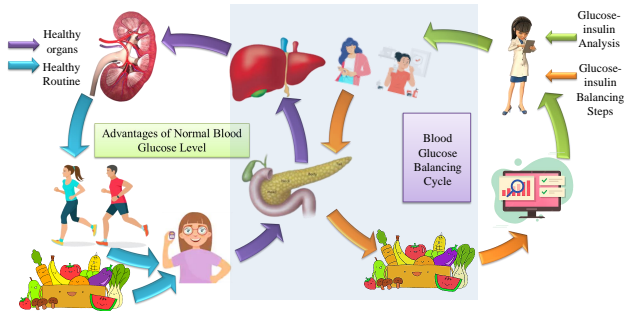 Healthy
organs
Healthy
Routine
Advantages of Normal Blood
Glucose Level
Blood
Glucose
Balancing
Cycle
Glucose-
insulin
Analysis
Glucose-
insulin
Balancing
Steps